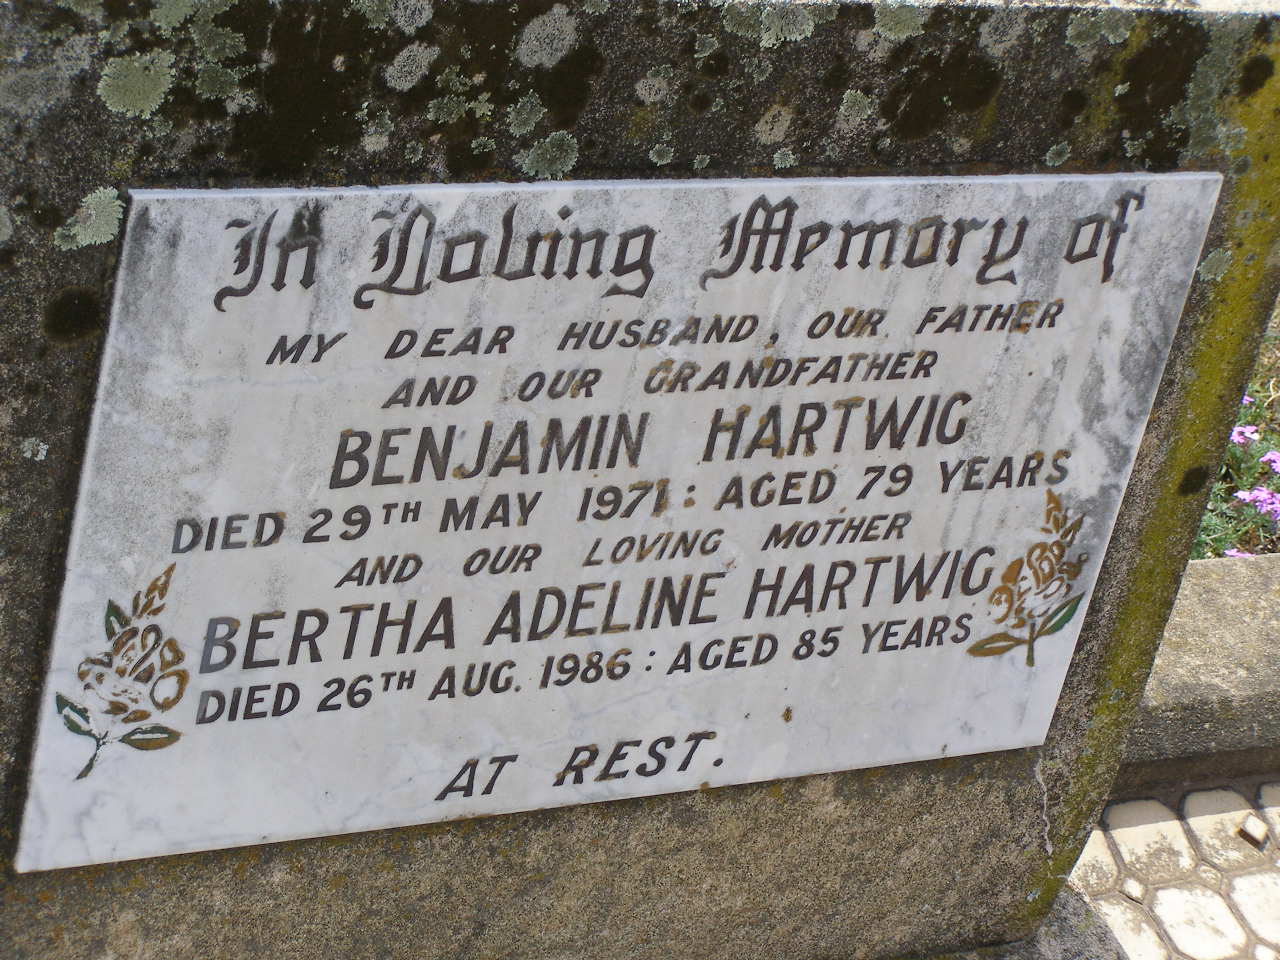 In Loving Memory of
MY DEAR HUSBAND, OUR FATHER
AND OUR GRANDFATHER
BENJAMIN HARTWIG
DIED 29TH MAY 1971: AGED 79 YEARS
AND OUR LOVING MOTHER
BERTHA ADELINE HARTWIG
DIED 26TH AUG. 1986: AGED 85 YEARS.
AT REST.